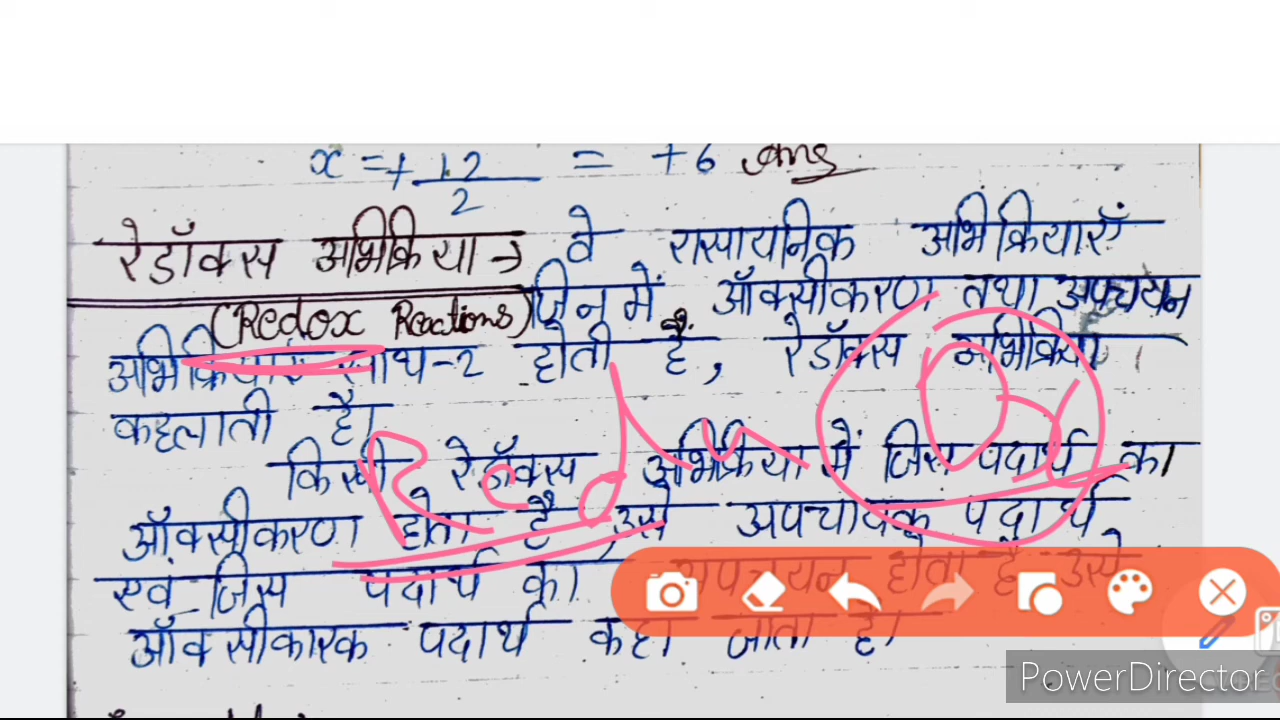 x = + 12/2 = +6 Ans
रेडॉक्स अभिक्रिया → वे रासायनिक अभिक्रियाएँ
(Redox Reactions) जिनमें ऑक्सीकरण तथा अपचयन
अभिक्रियाएं साथ-2 होती है, रेडॉक्स अभिक्रिया
कहलाती है।
किसी रेडॉक्स अभिक्रिया में जिस पदार्थ का
ऑक्सीकरण होता है उसे अपचायक पदार्थ
एवं जिस पदार्थ का अपचयन होता है उसे
ऑक्सीकारक पदार्थ कहा जाता है।
Red
PowerDirector